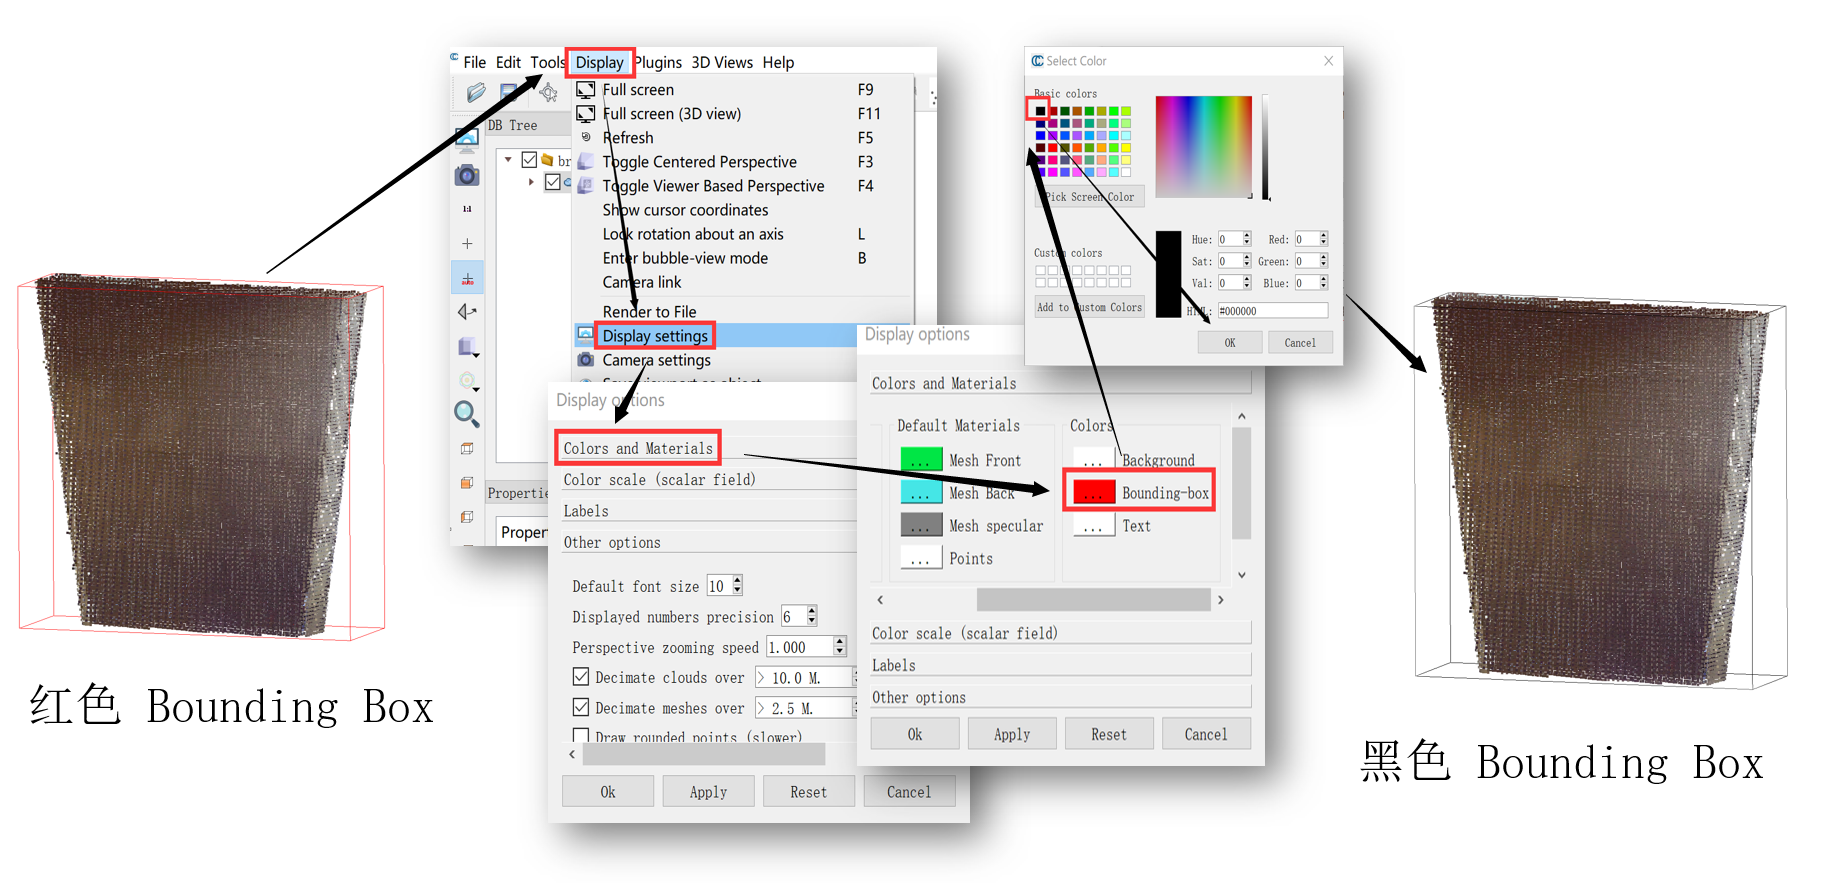 File Edit Tools Display Plugins 3D Views Help
Full screen F9
Full screen (3D view) F11
Refresh F5
Toggle Centered Perspective F3
Toggle Viewer Based Perspective F4
Show cursor coordinates
Lock rotation about an axis L
Enter bubble-view mode B
Camera link
Render to File
Display settings
Camera settings
DB Tree
br
1:1
auto
Properties
Proper
Display options
Colors and Materials
Color scale (scalar field)
Labels
Other options
Default font size 10
Displayed numbers precision 6
Perspective zooming speed 1.000
Decimate clouds over > 10.0 M.
Decimate meshes over > 2.5 M.
Draw rounded points (slower)
Ok Apply Reset Cancel
Display options
Colors and Materials
Default Materials
... Mesh Front
... Mesh Back
... Mesh specular
... Points
Colors
... Background
... Bounding-box
... Text
Color scale (scalar field)
Labels
Other options
Ok Apply Reset Cancel
Select Color
Basic colors
Pick Screen Color
Custom colors
Add to Custom Colors
Hue: 0 Red: 0
Sat: 0 Green: 0
Val: 0 Blue: 0
HTML: #000000
OK Cancel
红色 Bounding Box
黑色 Bounding Box